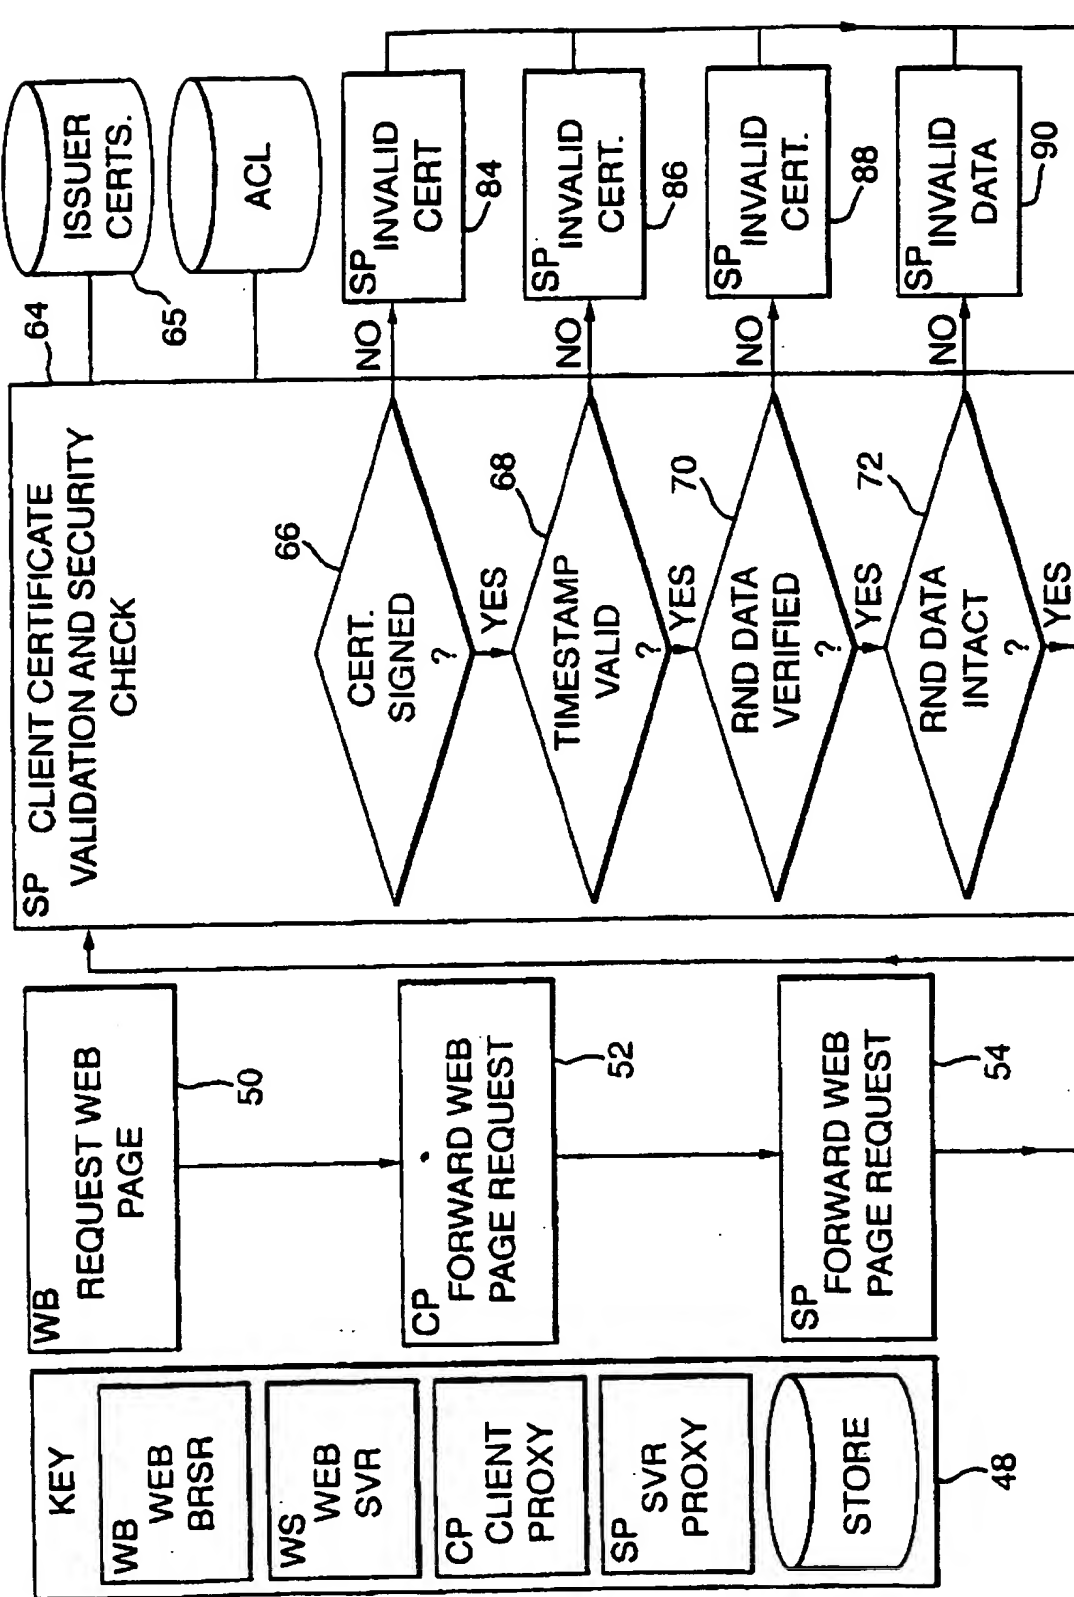 KEY
WB
WEB
BRSR
WS
WEB
SVR
CP
CLIENT
PROXY
SP
SVR
PROXY
STORE
48
WB
REQUEST WEB
PAGE
50
CP
FORWARD WEB
PAGE REQUEST
52
SP
FORWARD WEB
PAGE REQUEST
54
SP CLIENT CERTIFICATE
VALIDATION AND SECURITY
CHECK
64
ISSUER
CERTS.
65
ACL
66
CERT.
SIGNED
?
YES
NO
SP
INVALID
CERT
84
68
TIMESTAMP
VALID
?
YES
NO
SP
INVALID
CERT.
86
70
RND DATA
VERIFIED
?
YES
NO
SP
INVALID
CERT.
88
72
RND DATA
INTACT
?
YES
NO
SP
INVALID
DATA
90